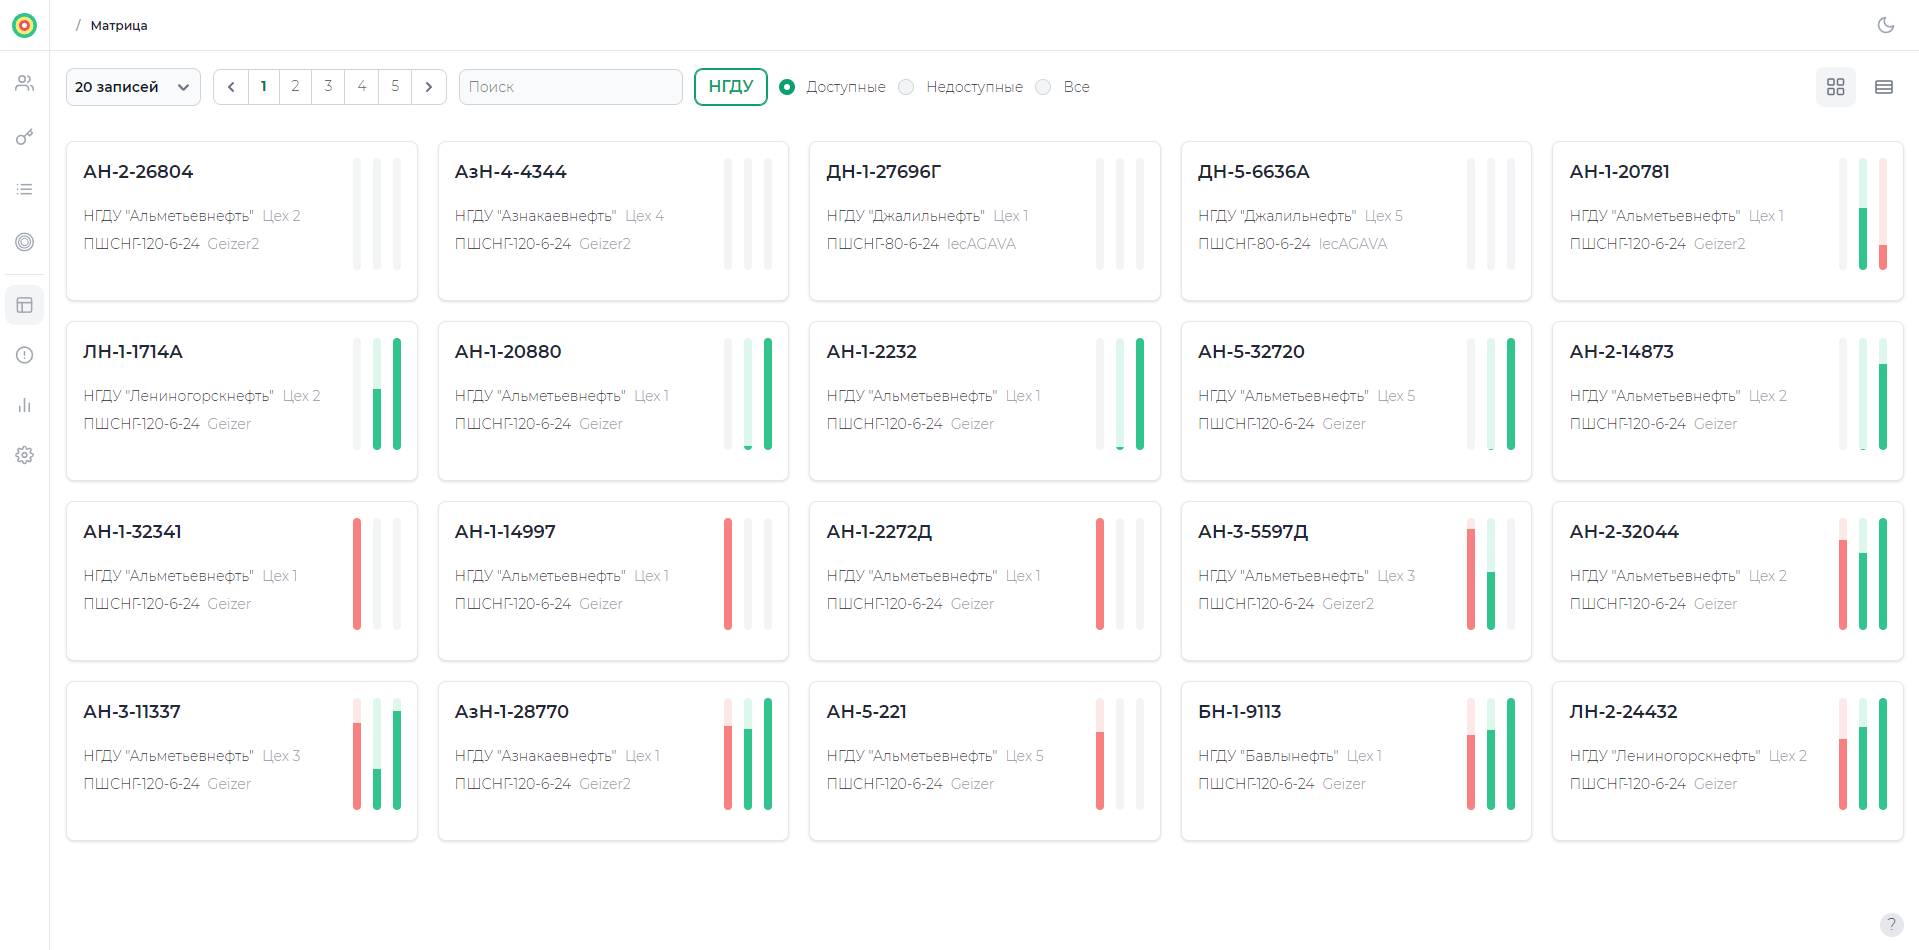 / Матрица
20 записей 1 2 3 4 5 Поиск НГДУ Доступные Недоступные Все
АН-2-26804
НГДУ "Альметьевнефть" Цех 2
ПШСНГ-120-6-24 Geizer2
АзН-4-4344
НГДУ "Азнакаевнефть" Цех 4
ПШСНГ-120-6-24 Geizer2
ДН-1-27696Г
НГДУ "Джалильнефть" Цех 1
ПШСНГ-80-6-24 IecAGAVA
ДН-5-6636А
НГДУ "Джалильнефть" Цех 5
ПШСНГ-80-6-24 IecAGAVA
АН-1-20781
НГДУ "Альметьевнефть" Цех 1
ПШСНГ-120-6-24 Geizer2
ЛН-1-1714А
НГДУ "Лениногорскнефть" Цех 2
ПШСНГ-120-6-24 Geizer
АН-1-20880
НГДУ "Альметьевнефть" Цех 1
ПШСНГ-120-6-24 Geizer
АН-1-2232
НГДУ "Альметьевнефть" Цех 1
ПШСНГ-120-6-24 Geizer
АН-5-32720
НГДУ "Альметьевнефть" Цех 5
ПШСНГ-120-6-24 Geizer
АН-2-14873
НГДУ "Альметьевнефть" Цех 2
ПШСНГ-120-6-24 Geizer
АН-1-32341
НГДУ "Альметьевнефть" Цех 1
ПШСНГ-120-6-24 Geizer
АН-1-14997
НГДУ "Альметьевнефть" Цех 1
ПШСНГ-120-6-24 Geizer
АН-1-2272Д
НГДУ "Альметьевнефть" Цех 1
ПШСНГ-120-6-24 Geizer
АН-3-5597Д
НГДУ "Альметьевнефть" Цех 3
ПШСНГ-120-6-24 Geizer2
АН-2-32044
НГДУ "Альметьевнефть" Цех 2
ПШСНГ-120-6-24 Geizer
АН-3-11337
НГДУ "Альметьевнефть" Цех 3
ПШСНГ-120-6-24 Geizer
АзН-1-28770
НГДУ "Азнакаевнефть" Цех 1
ПШСНГ-120-6-24 Geizer2
АН-5-221
НГДУ "Альметьевнефть" Цех 5
ПШСНГ-120-6-24 Geizer
БН-1-9113
НГДУ "Бавлынефть" Цех 1
ПШСНГ-120-6-24 Geizer
ЛН-2-24432
НГДУ "Лениногорскнефть" Цех 2
ПШСНГ-120-6-24 Geizer
?